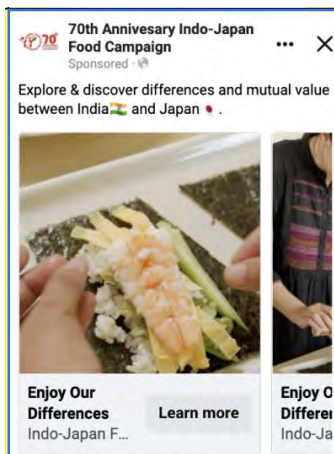 70
70th Annivesary Indo-Japan
Food Campaign
Sponsored ·
Explore & discover differences and mutual value
between India🇮🇳 and Japan🇯🇵.
Enjoy Our
Differences
Indo-Japan F...
Learn more
Enjoy O
Differe
Indo-Ja